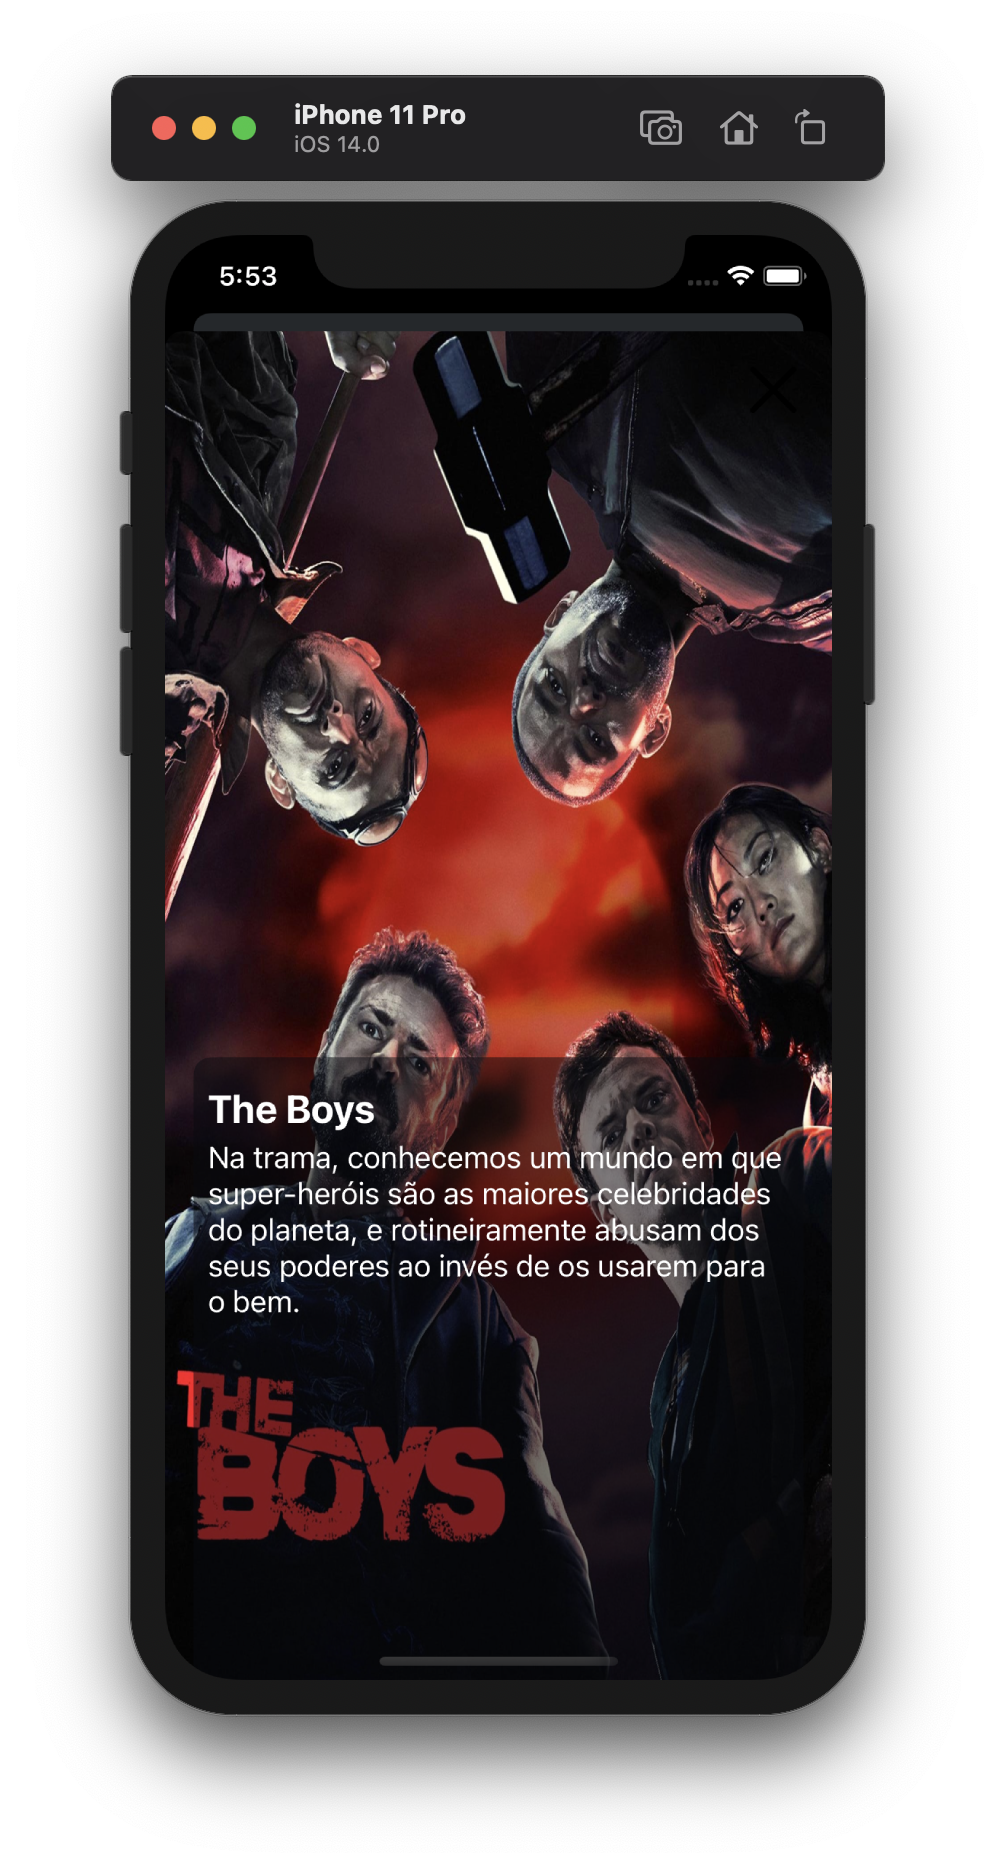 iPhone 11 Pro
iOS 14.0
5:53
The Boys
Na trama, conhecemos um mundo em que
super-heróis são as maiores celebridades
do planeta, e rotineiramente abusam dos
seus poderes ao invés de os usarem para
o bem.
THE
BOYS